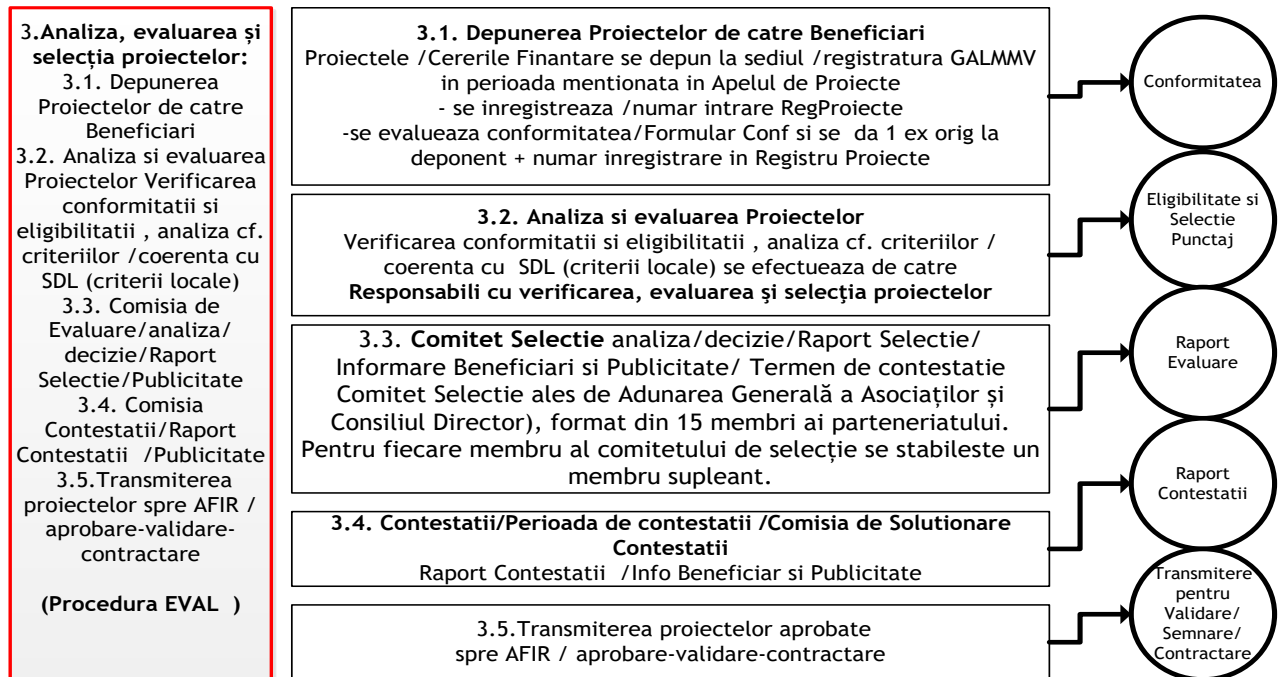 3.Analiza, evaluarea și
selecția proiectelor:
3.1. Depunerea
Proiectelor de catre
Beneficiari
3.2. Analiza si evaluarea
Proiectelor Verificarea
conformitatii si
eligibilitatii , analiza cf.
criteriilor /coerenta cu
SDL (criterii locale)
3.3. Comisia de
Evaluare/analiza/
decizie/Raport
Selectie/Publicitate
3.4. Comisia
Contestatii/Raport
Contestatii /Publicitate
3.5.Transmiterea
proiectelor spre AFIR /
aprobare-validare-
contractare
(Procedura EVAL )
3.1. Depunerea Proiectelor de catre Beneficiari
Proiectele /Cererile Finantare se depun la sediul /registratura GALMMV
in perioada mentionata in Apelul de Proiecte
- se inregistreaza /numar intrare RegProiecte
-se evalueaza conformitatea/Formular Conf si se da 1 ex orig la
deponent + numar inregistrare in Registru Proiecte
Conformitatea
3.2. Analiza si evaluarea Proiectelor
Verificarea conformitatii si eligibilitatii , analiza cf. criteriilor /
coerenta cu SDL (criterii locale) se efectueaza de catre
Responsabili cu verificarea, evaluarea şi selecţia proiectelor
Eligibilitate si
Selectie
Punctaj
3.3. Comitet Selectie analiza/decizie/Raport Selectie/
Informare Beneficiari si Publicitate/ Termen de contestatie
Comitet Selectie ales de Adunarea Generală a Asociaților și
Consiliul Director), format din 15 membri ai parteneriatului.
Pentru fiecare membru al comitetului de selecție se stabileste un
membru supleant.
Raport
Evaluare
3.4. Contestatii/Perioada de contestatii /Comisia de Solutionare
Contestatii
Raport Contestatii /Info Beneficiar si Publicitate
Raport
Contestatii
3.5.Transmiterea proiectelor aprobate
spre AFIR / aprobare-validare-contractare
Transmitere
pentru
Validare/
Semnare/
Contractare